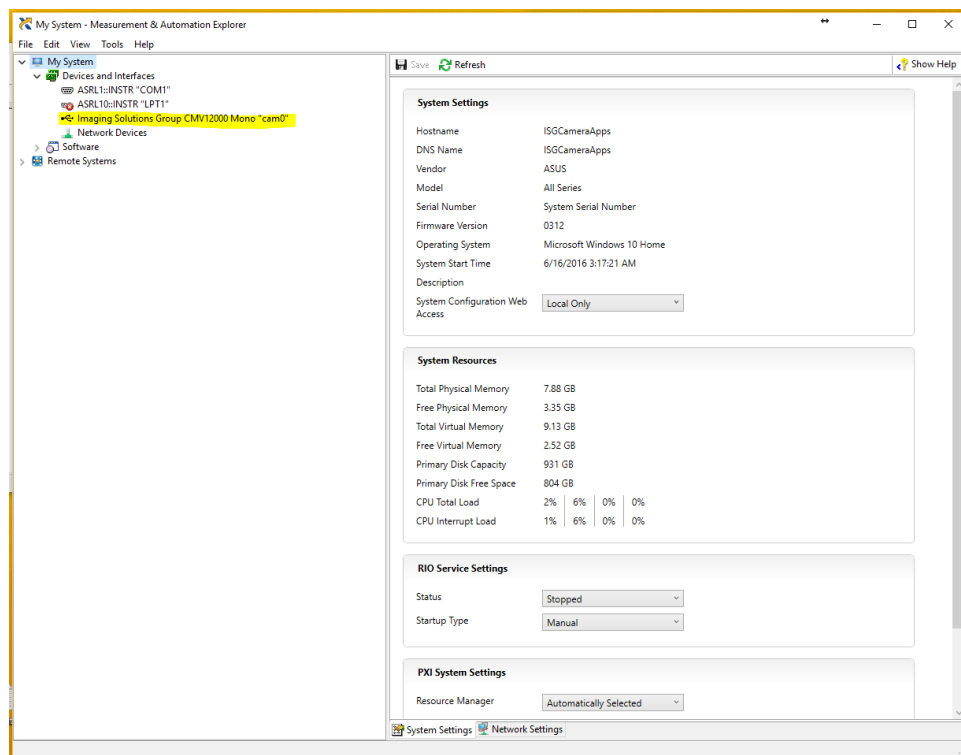 My System - Measurement & Automation Explorer
File Edit View Tools Help
My System
Devices and Interfaces
ASRL1::INSTR "COM1"
ASRL10::INSTR "LPT1"
Imaging Solutions Group CMV12000 Mono "cam0"
Network Devices
Software
Remote Systems
Save Refresh Show Help
System Settings
Hostname ISGCameraApps
DNS Name ISGCameraApps
Vendor ASUS
Model All Series
Serial Number System Serial Number
Firmware Version 0312
Operating System Microsoft Windows 10 Home
System Start Time 6/16/2016 3:17:21 AM
Description
System Configuration Web
Access Local Only
System Resources
Total Physical Memory 7.88 GB
Free Physical Memory 3.35 GB
Total Virtual Memory 9.13 GB
Free Virtual Memory 2.52 GB
Primary Disk Capacity 931 GB
Primary Disk Free Space 804 GB
CPU Total Load 2% 6% 0% 0%
CPU Interrupt Load 1% 6% 0% 0%
RIO Service Settings
Status Stopped
Startup Type Manual
PXI System Settings
Resource Manager Automatically Selected
System Settings Network Settings